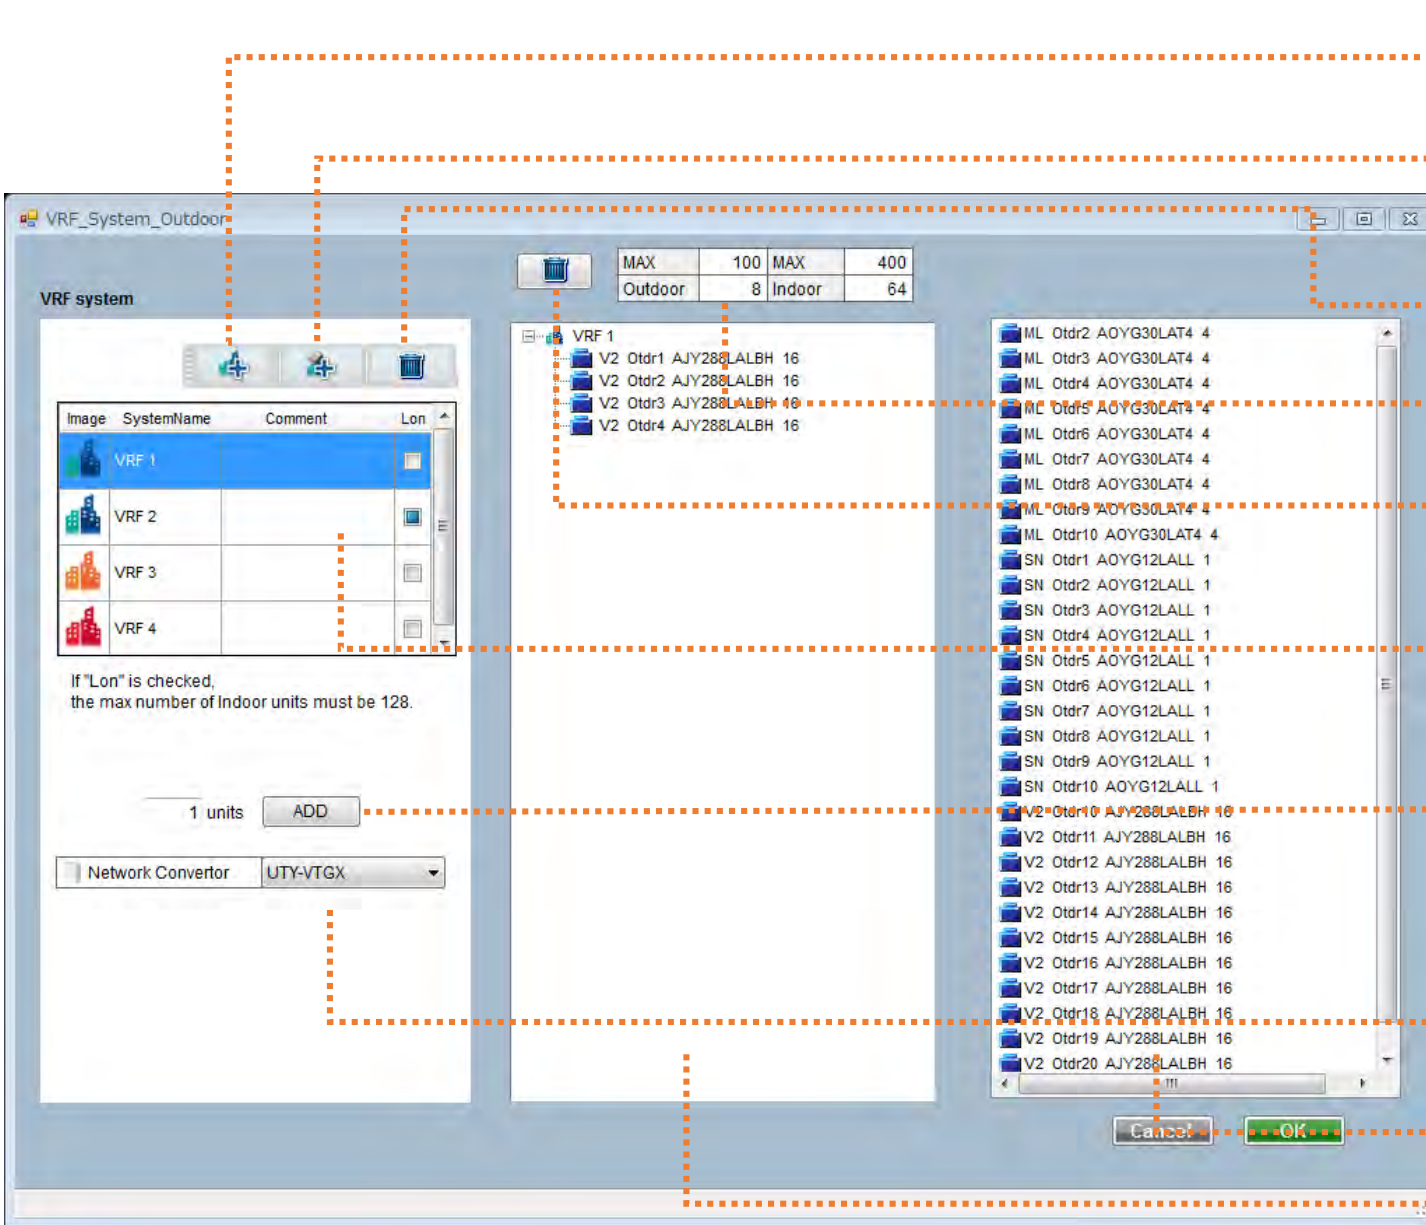 VRF_System_Outdoor
MAX 100 MAX 400
Outdoor 8 Indoor 64
VRF system
Image SystemName Comment Lon
VRF 1
VRF 2
VRF 3
VRF 4
If "Lon" is checked,
the max number of Indoor units must be 128.
1 units ADD
Network Convertor UTY-VTGX
VRF 1
V2 Otdr1 AJY288LALBH 16
V2 Otdr2 AJY288LALBH 16
V2 Otdr3 AJY288LALBH 16
V2 Otdr4 AJY288LALBH 16
ML Otdr2 AOYG30LAT4 4
ML Otdr3 AOYG30LAT4 4
ML Otdr4 AOYG30LAT4 4
ML Otdr5 AOYG30LAT4 4
ML Otdr6 AOYG30LAT4 4
ML Otdr7 AOYG30LAT4 4
ML Otdr8 AOYG30LAT4 4
ML Otdr9 AOYG30LAT4 4
ML Otdr10 AOYG30LAT4 4
SN Otdr1 AOYG12LALL 1
SN Otdr2 AOYG12LALL 1
SN Otdr3 AOYG12LALL 1
SN Otdr4 AOYG12LALL 1
SN Otdr5 AOYG12LALL 1
SN Otdr6 AOYG12LALL 1
SN Otdr7 AOYG12LALL 1
SN Otdr8 AOYG12LALL 1
SN Otdr9 AOYG12LALL 1
SN Otdr10 AOYG12LALL 1
V2 Otdr10 AJY288LALBH 16
V2 Otdr11 AJY288LALBH 16
V2 Otdr12 AJY288LALBH 16
V2 Otdr13 AJY288LALBH 16
V2 Otdr14 AJY288LALBH 16
V2 Otdr15 AJY288LALBH 16
V2 Otdr16 AJY288LALBH 16
V2 Otdr17 AJY288LALBH 16
V2 Otdr18 AJY288LALBH 16
V2 Otdr19 AJY288LALBH 16
V2 Otdr20 AJY288LALBH 16
Cancel OK